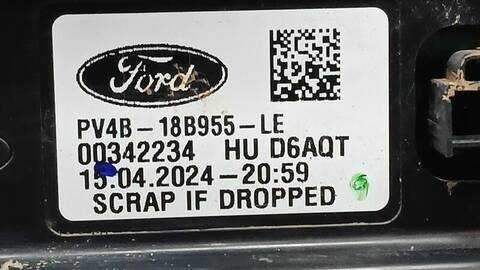 Ford
PV4B-18B955-LE
00342234 HU D6AQT
15.04.2024-20:59
SCRAP IF DROPPED